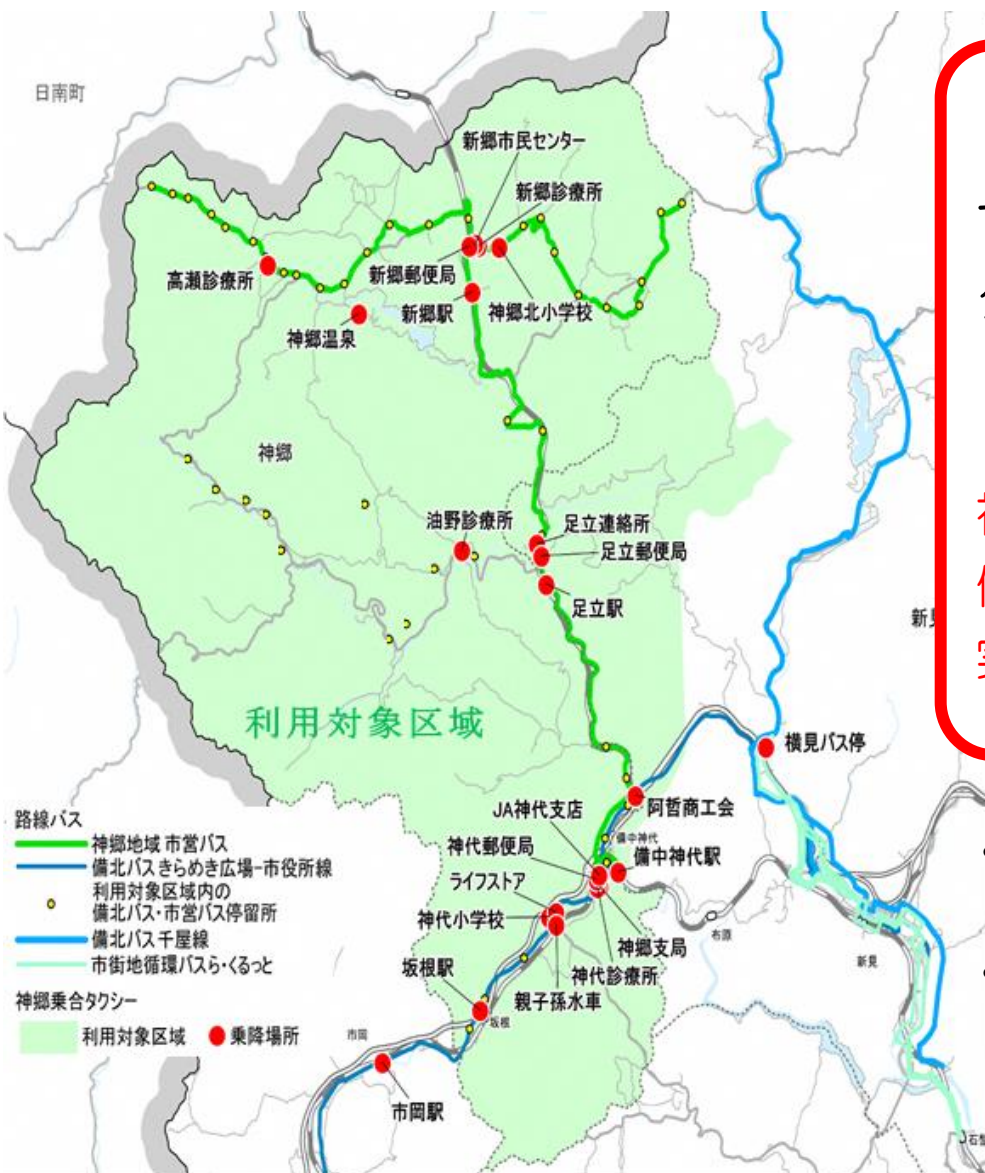 日南町
新郷市民センター
新郷診療所
高瀬診療所
新郷郵便局
新郷駅
神郷北小学校
神郷温泉
神郷
油野診療所
足立連絡所
足立郵便局
足立駅
利用対象区域
横見バス停
JA神代支店
阿哲商工会
備中神代
神代郵便局
備中神代駅
ライフストア
神代小学校
布原
神郷支局
新見
坂根駅
神代診療所
親子孫水車
坂根
市岡
市岡駅
路線バス
神郷地域 市営バス
備北バスきらめき広場-市役所線
利用対象区域内の
備北バス・市営バス停留所
備北バス千屋線
市街地循環バスら・くるっと
神郷乗合タクシー
利用対象区域
乗降場所